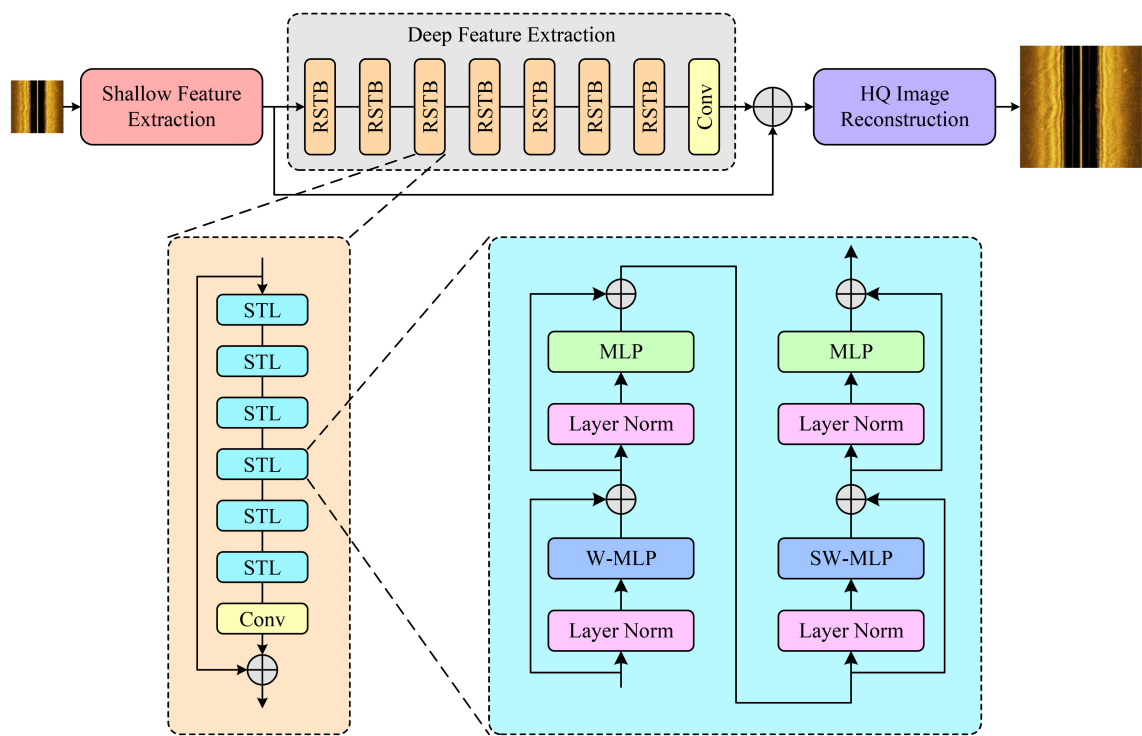 Deep Feature Extraction
Shallow Feature
Extraction
RSTB
RSTB
RSTB
RSTB
RSTB
RSTB
RSTB
Conv
HQ Image
Reconstruction
STL
STL
STL
STL
STL
STL
Conv
MLP
Layer Norm
W-MLP
Layer Norm
MLP
Layer Norm
SW-MLP
Layer Norm